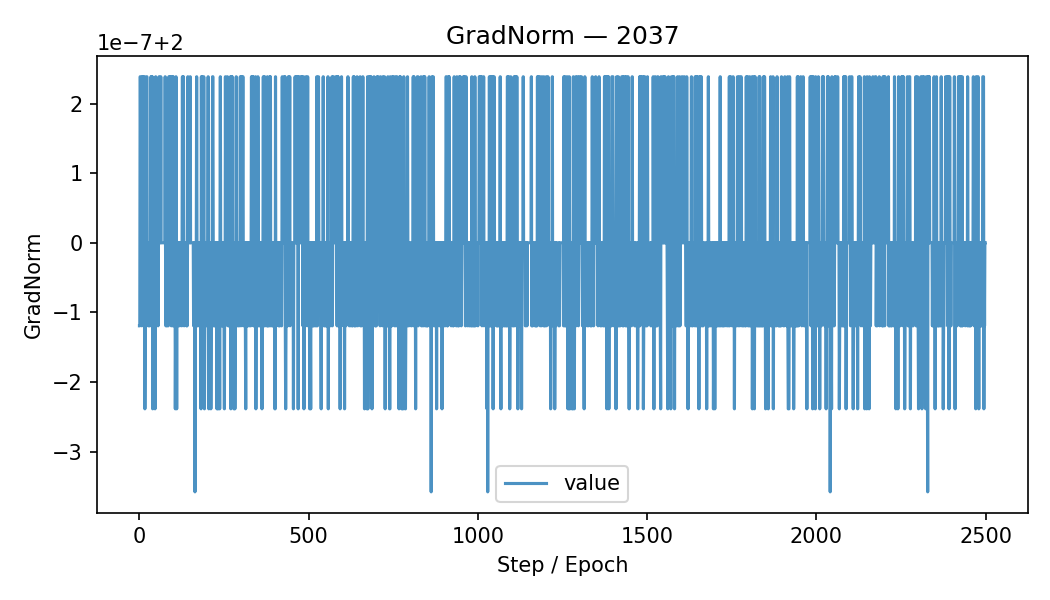 GradNorm — 2037
1e−7+2
GradNorm
2
1
0
−1
−2
−3
value
0 500 1000 1500 2000 2500
Step / Epoch